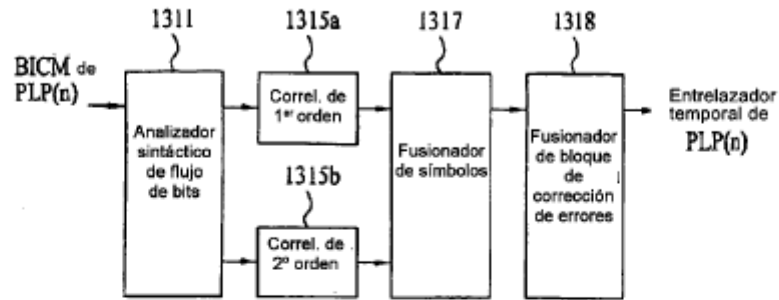 1311
1315a
1317
1318
BICM de
PLP(n)
Analizador
sintáctico
de flujo
de bits
Correl. de
1er orden
Correl. de
2º orden
Fusionador
de símbolos
Fusionador
de bloque
de
corrección
de errores
Entrelazador
temporal de
PLP(n)
1315b